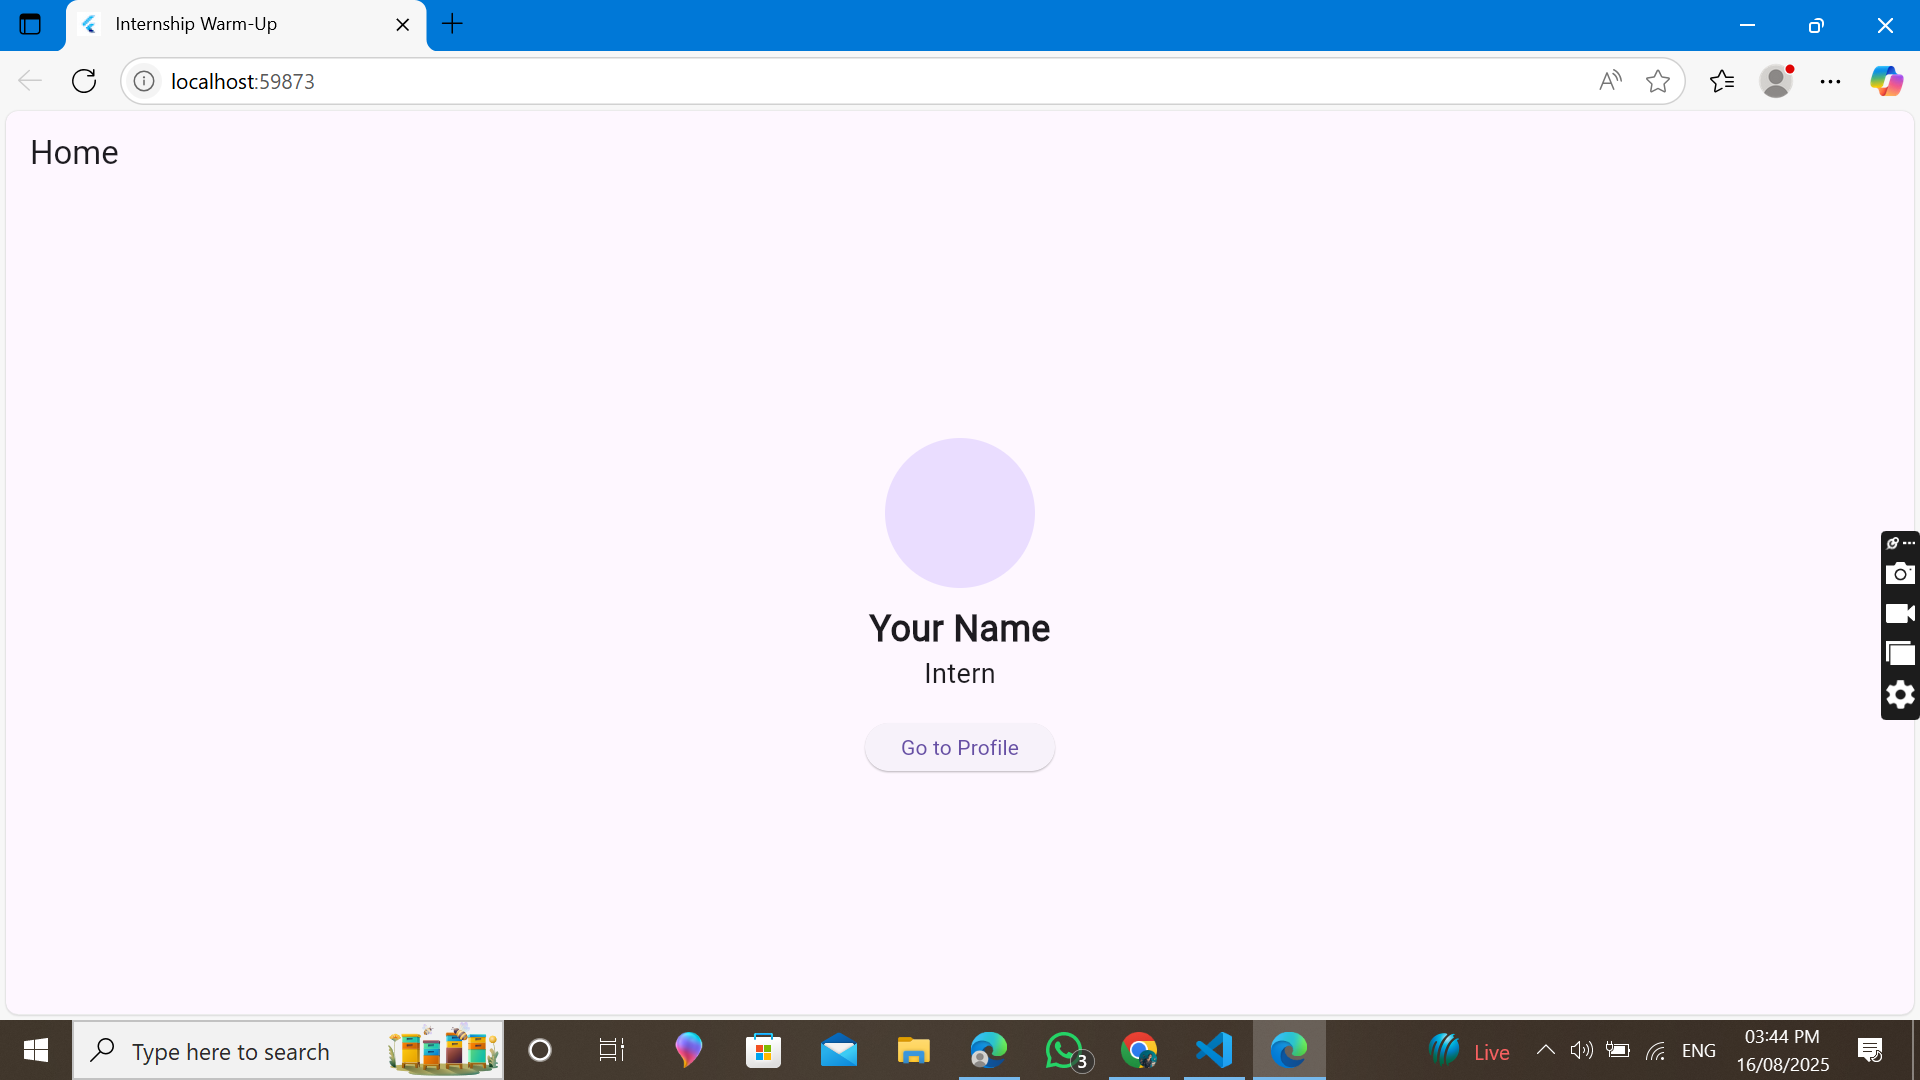 Internship Warm-Up
localhost:59873
Home
Your Name
Intern
Go to Profile
Type here to search
3
Live
ENG
03:44 PM
16/08/2025